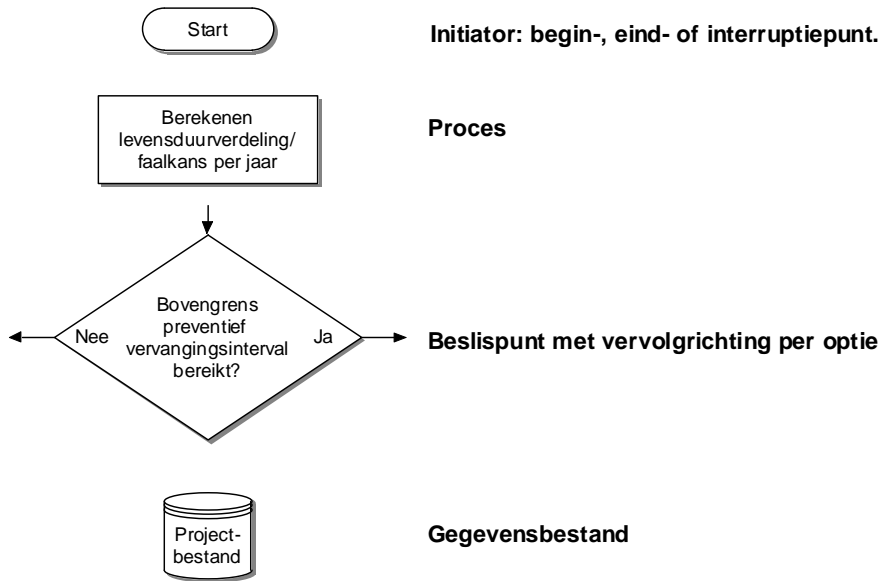 Start
Initiator: begin-, eind- of interruptiepunt.
Berekenen
levensduurverdeling/
faalkans per jaar
Proces
Bovengrens
preventief
vervangingsinterval
bereikt?
Nee
Ja
Beslispunt met vervolgrichting per optie
Project-
bestand
Gegevensbestand